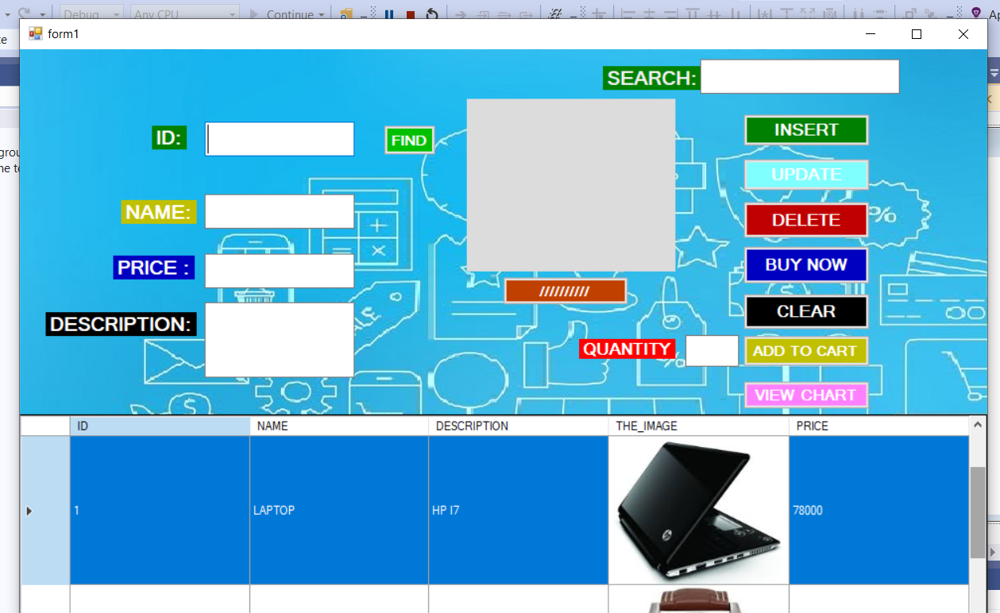 Debug
Any CPU
Continue
form1
SEARCH:
ID:
FIND
INSERT
UPDATE
NAME:
DELETE
PRICE :
BUY NOW
//////////
CLEAR
DESCRIPTION:
QUANTITY
ADD TO CART
VIEW CHART
ID NAME DESCRIPTION THE_IMAGE PRICE
1 LAPTOP HP I7 78000